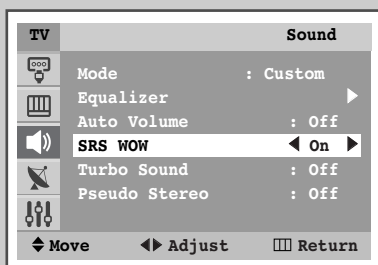 TV Sound
Mode : Custom
Equalizer
Auto Volume : Off
SRS WOW On
Turbo Sound : Off
Pseudo Stereo : Off
Move Adjust Return